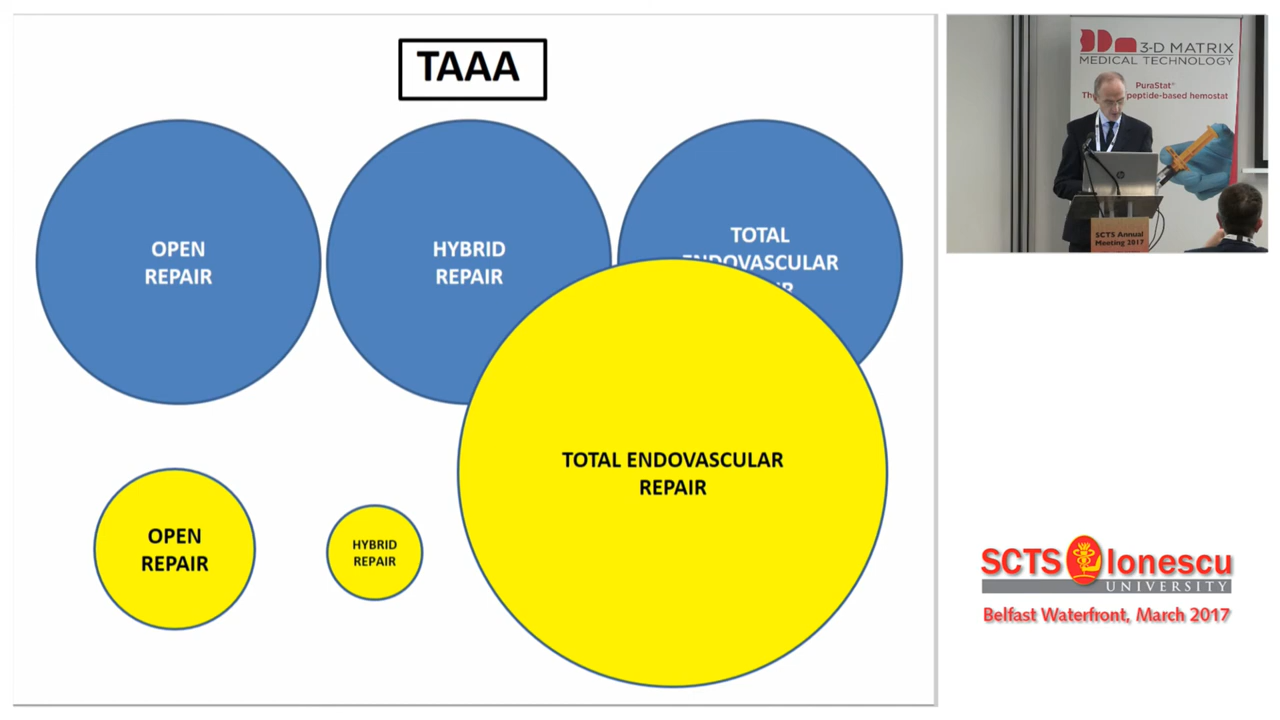 TAAA
OPEN
REPAIR
HYBRID
REPAIR
TOTAL
ENDOVASCULAR
TOTAL ENDOVASCULAR
REPAIR
OPEN
REPAIR
HYBRID
REPAIR
3-D MATRIX
MEDICAL TECHNOLOGY
PuraStat®
peptide-based hemostat
SCTS Annual
Meeting 2017
SCTS Ionescu
UNIVERSITY
Belfast Waterfront, March 2017